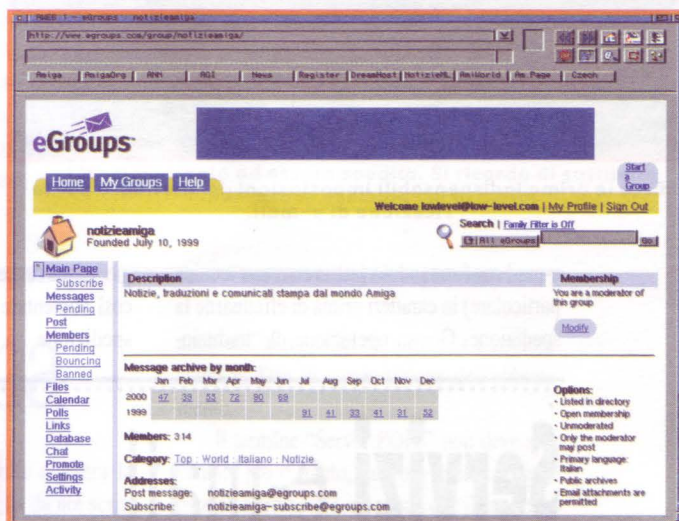 AWEB 1 - eGroups : notizieamiga
http://www.egroups.com/group/notizieamiga/
Amiga AmigaOrg ANN AGI News Register DreamHost NotizieML AmiWorld Am Page Czech
eGroups
Start a Group
Home My Groups Help
Welcome lowlevel@low-level.com | My Profile | Sign Out
notizieamiga
Founded July 10, 1999
Search | Family Filter is Off
All eGroups Go
Main Page
Subscribe
Messages
Pending
Post
Members
Pending
Bouncing
Banned
Files
Calendar
Polls
Links
Database
Chat
Promote
Settings
Activity
Description
Notizie, traduzioni e comunicati stampa dal mondo Amiga
Message archive by month:
Jan Feb Mar Apr May Jun Jul Aug Sep Oct Nov Dec
2000 47 39 53 72 90 69
1999 91 41 33 41 31 52
Members: 314
Category: Top : World : Italiano : Notizie
Addresses:
Post message: notizieamiga@egroups.com
Subscribe: notizieamiga-subscribe@egroups.com
Membership
You are a moderator of
this group
Modify
Options:
- Listed in directory
- Open membership
- Unmoderated
- Only the moderator
may post
- Primary language:
Italian
- Public archives
- Email attachments are
permitted